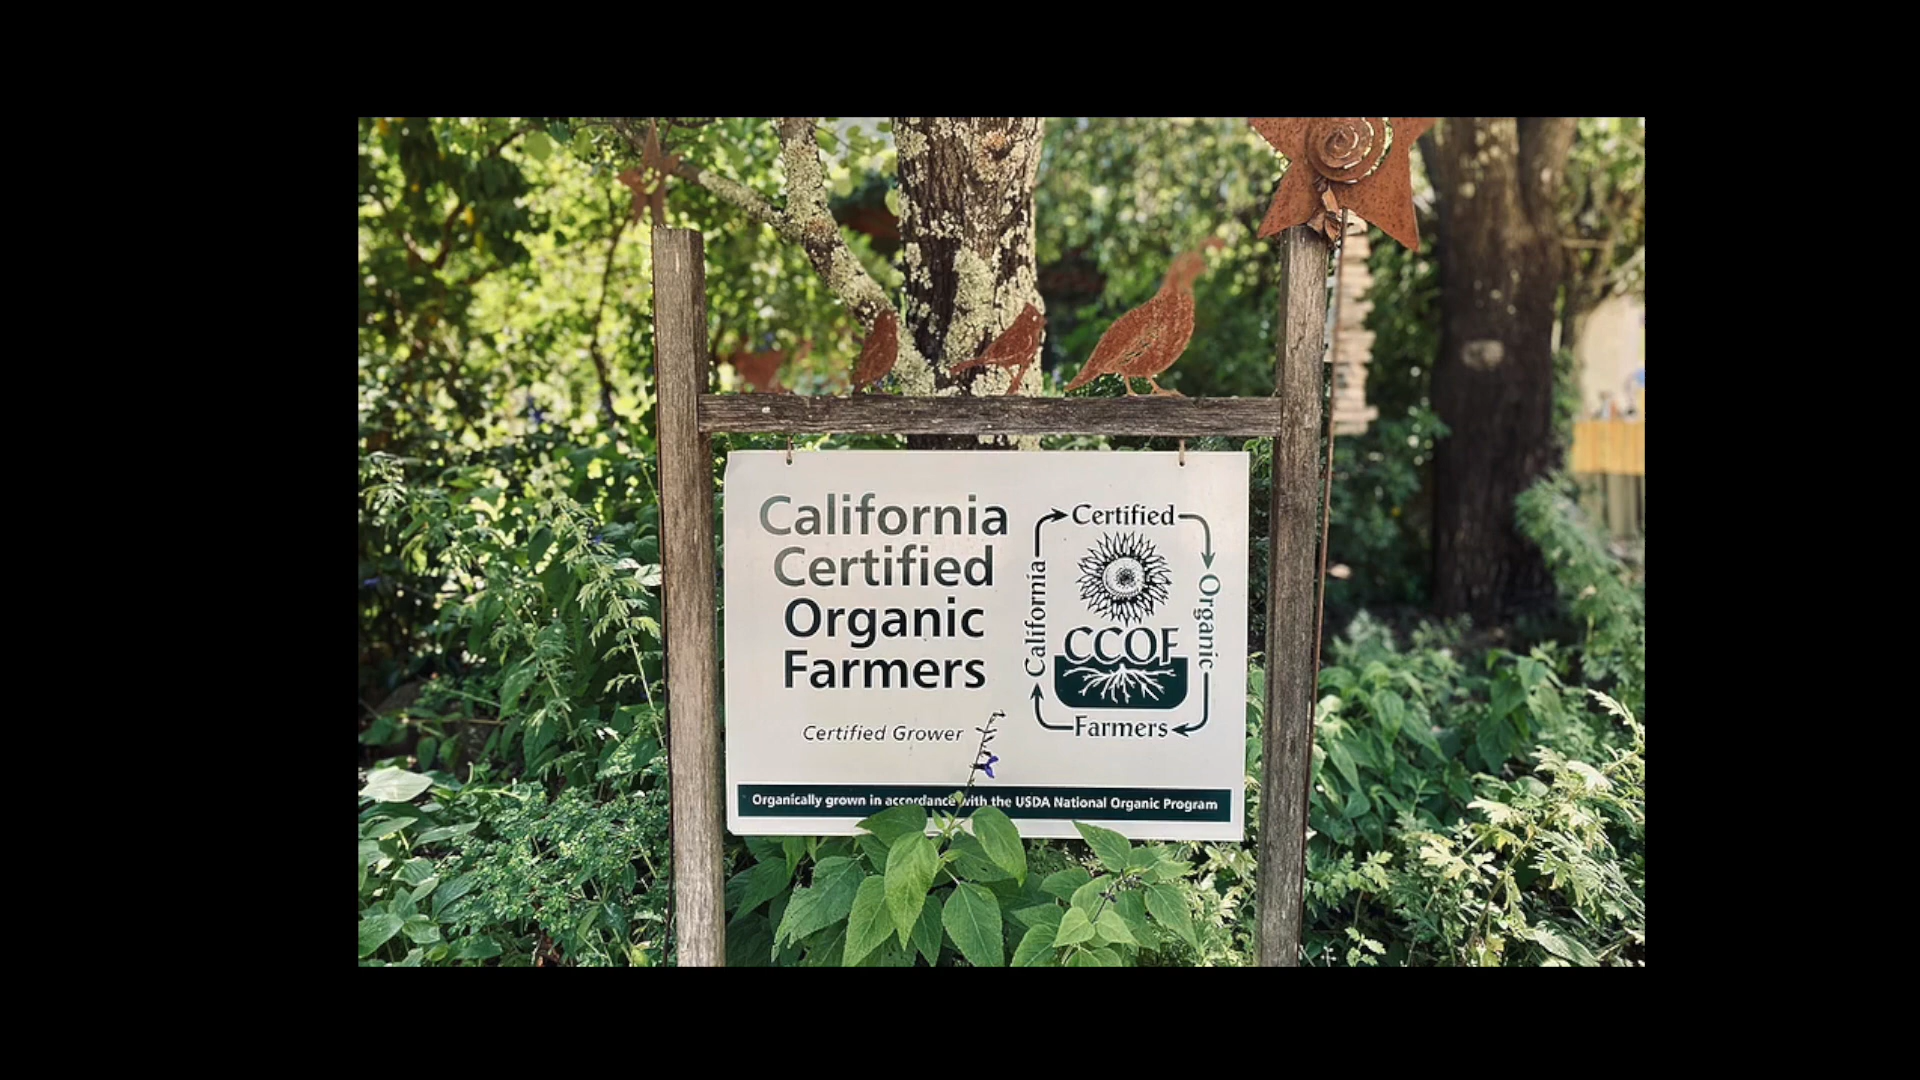 California
Certified
Organic
Farmers
Certified Grower
Certified
Organic
Farmers
California
CCOF
Organically grown in accordance with the USDA National Organic Program